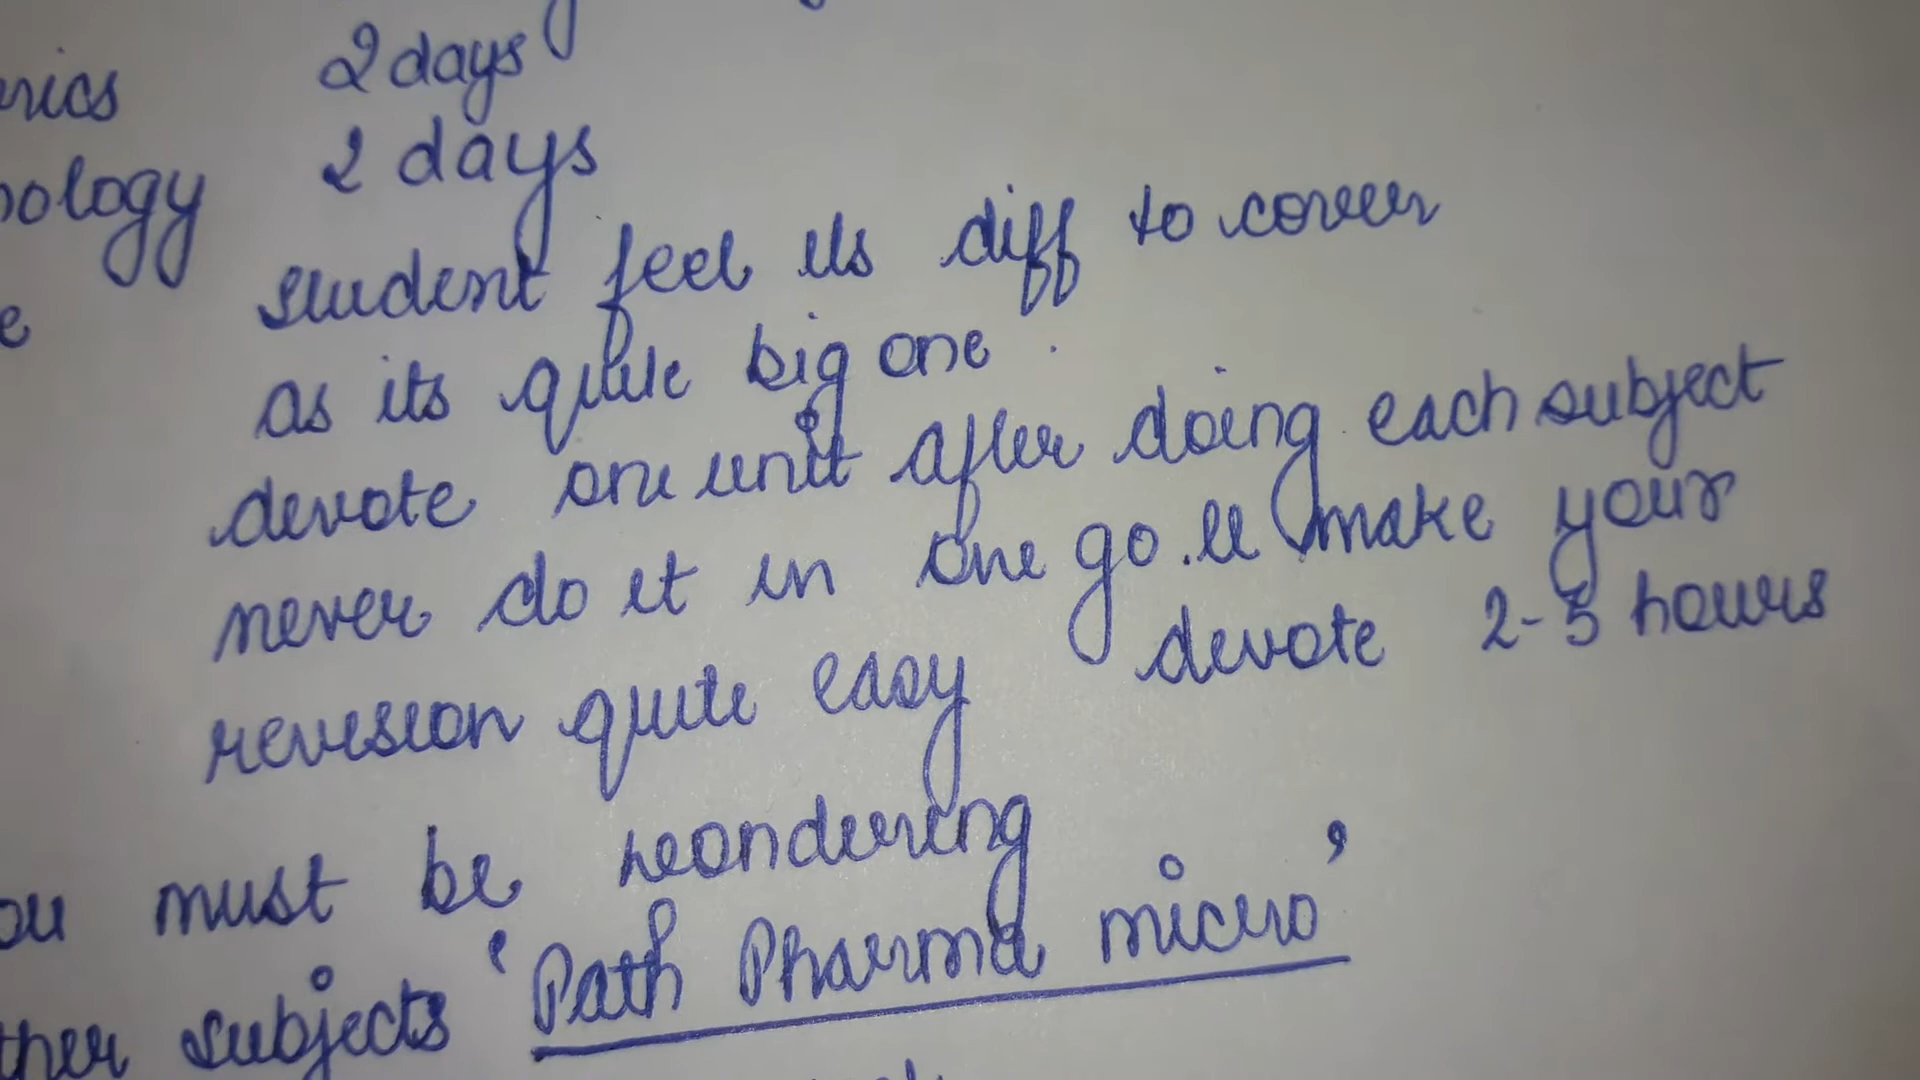 2 days
2 days
student feel its diff to cover
as its quite big one
devote one unit after doing each subject
never do it in one go. ll make your
revision quite easy devote 2-3 hours
must be wondering
subjects 'Path Pharma micro'